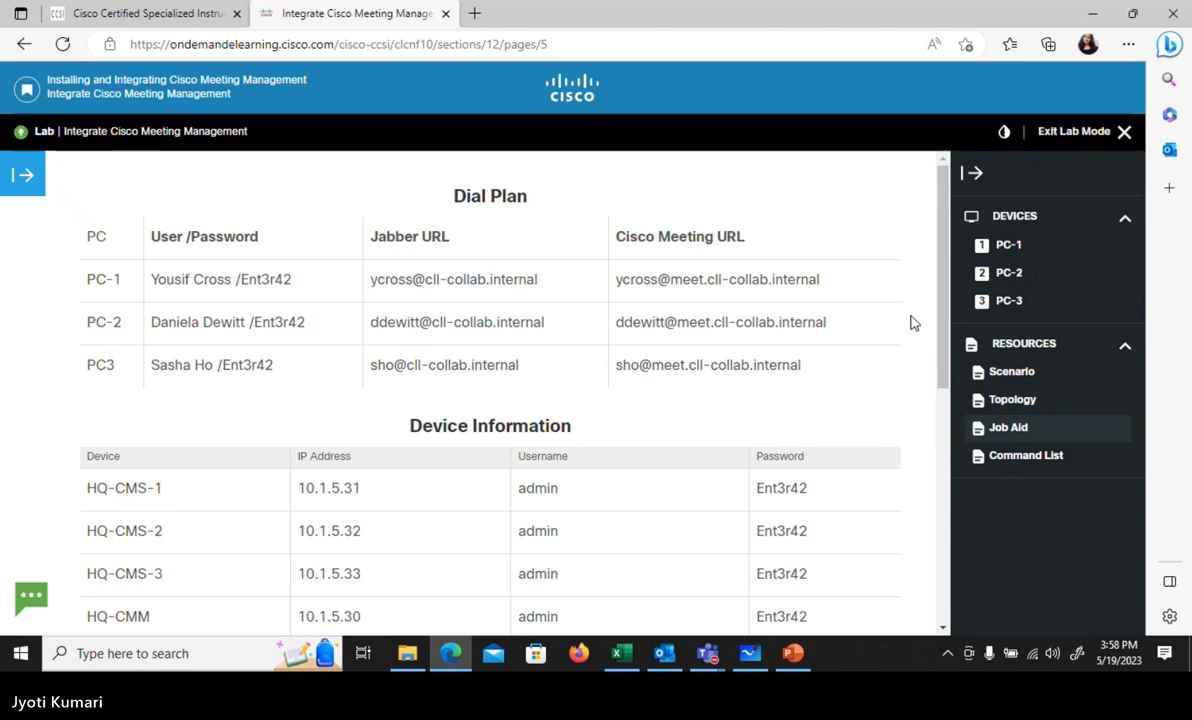 Cisco Certified Specialized Instru
Integrate Cisco Meeting Manage
https://ondemandelearning.cisco.com/cisco-ccsi/clcnf10/sections/12/pages/5
Installing and Integrating Cisco Meeting Management
Integrate Cisco Meeting Management
CISCO
Lab | Integrate Cisco Meeting Management
Exit Lab Mode
Dial Plan
PC User /Password Jabber URL Cisco Meeting URL
PC-1 Yousif Cross /Ent3r42 ycross@cll-collab.internal ycross@meet.cll-collab.internal
PC-2 Daniela Dewitt /Ent3r42 ddewitt@cll-collab.internal ddewitt@meet.cll-collab.internal
PC3 Sasha Ho /Ent3r42 sho@cll-collab.internal sho@meet.cll-collab.internal
Device Information
Device IP Address Username Password
HQ-CMS-1 10.1.5.31 admin Ent3r42
HQ-CMS-2 10.1.5.32 admin Ent3r42
HQ-CMS-3 10.1.5.33 admin Ent3r42
HQ-CMM 10.1.5.30 admin Ent3r42
DEVICES
1 PC-1
2 PC-2
3 PC-3
RESOURCES
Scenario
Topology
Job Aid
Command List
Type here to search
3:58 PM
5/19/2023
Jyoti Kumari